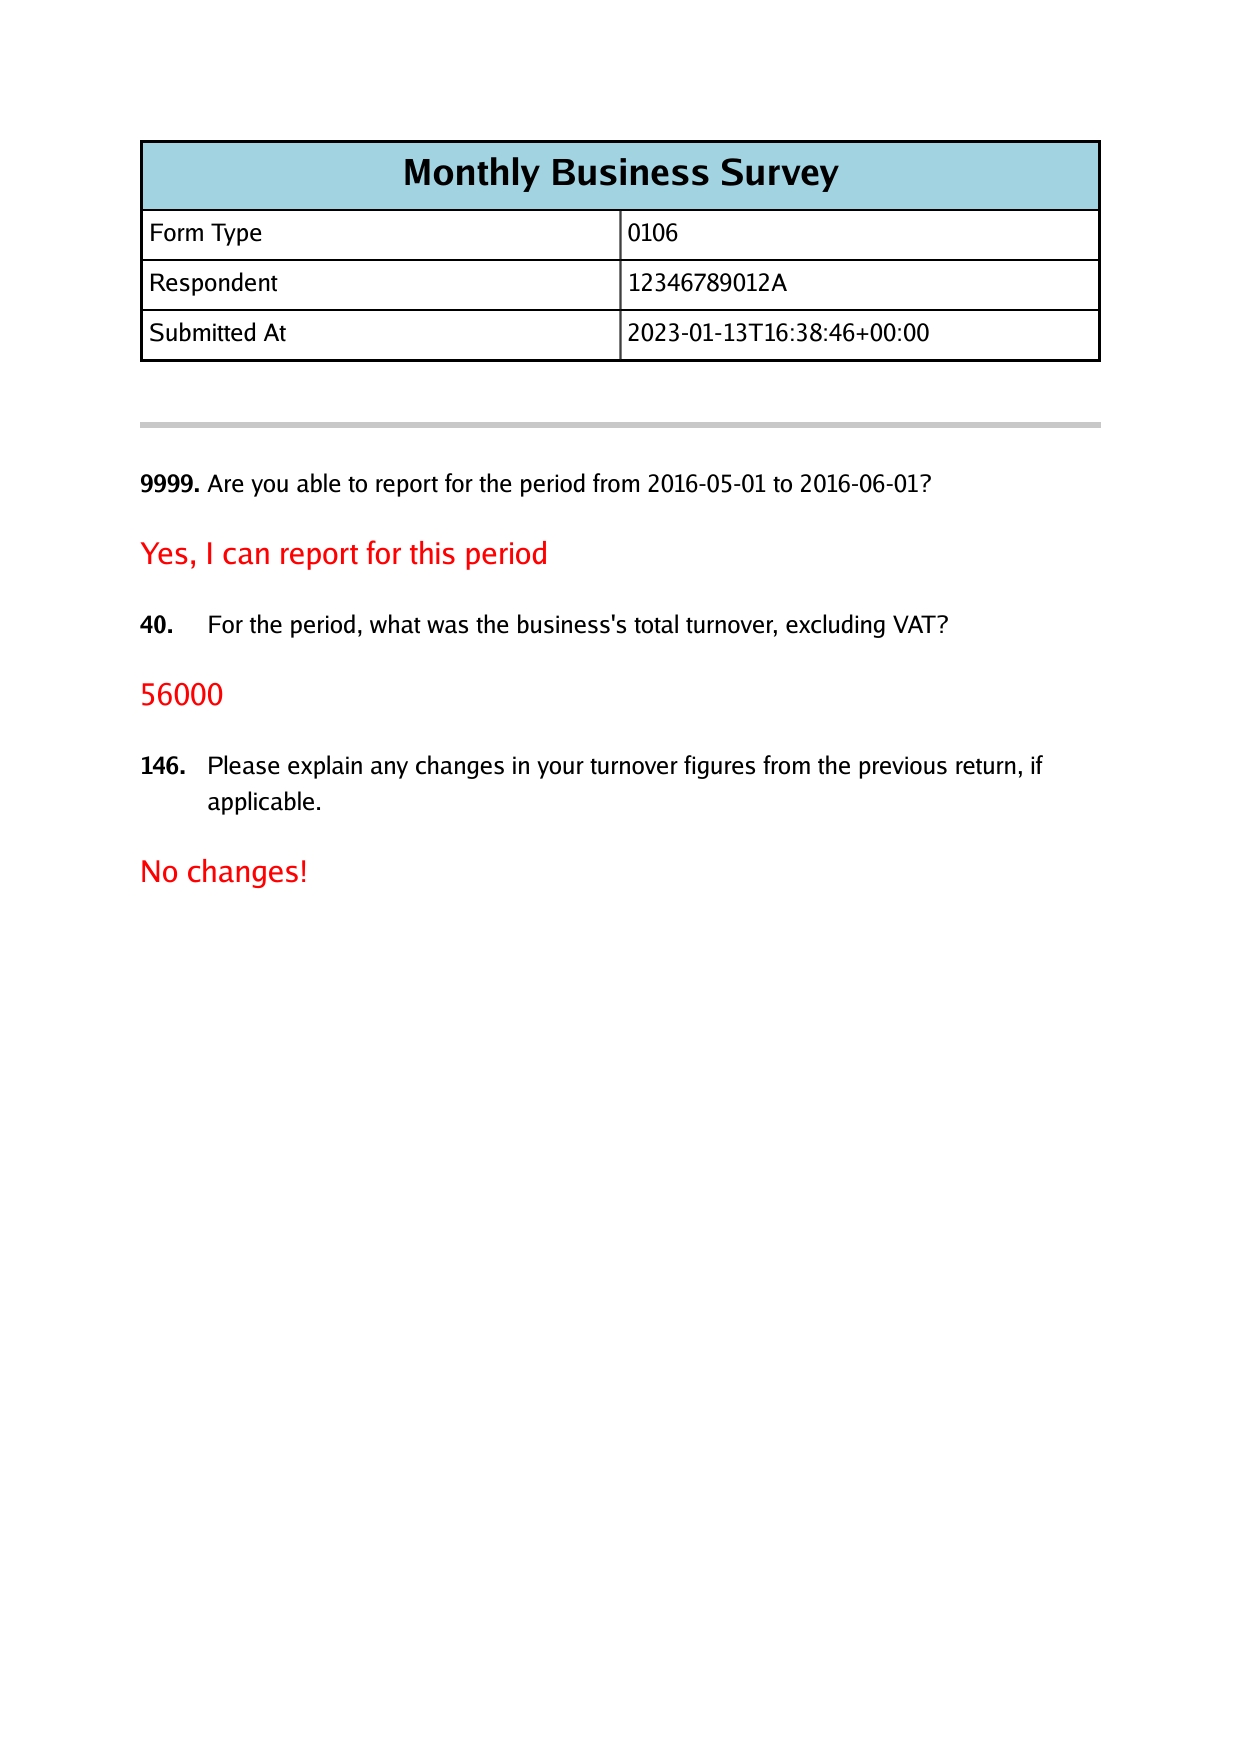 Monthly Business Survey
Form Type 0106
Respondent 12346789012A
Submitted At 2023-01-13T16:38:46+00:00
9999. Are you able to report for the period from 2016-05-01 to 2016-06-01?
Yes, I can report for this period
40. For the period, what was the business's total turnover, excluding VAT?
56000
146. Please explain any changes in your turnover figures from the previous return, if
applicable.
No changes!